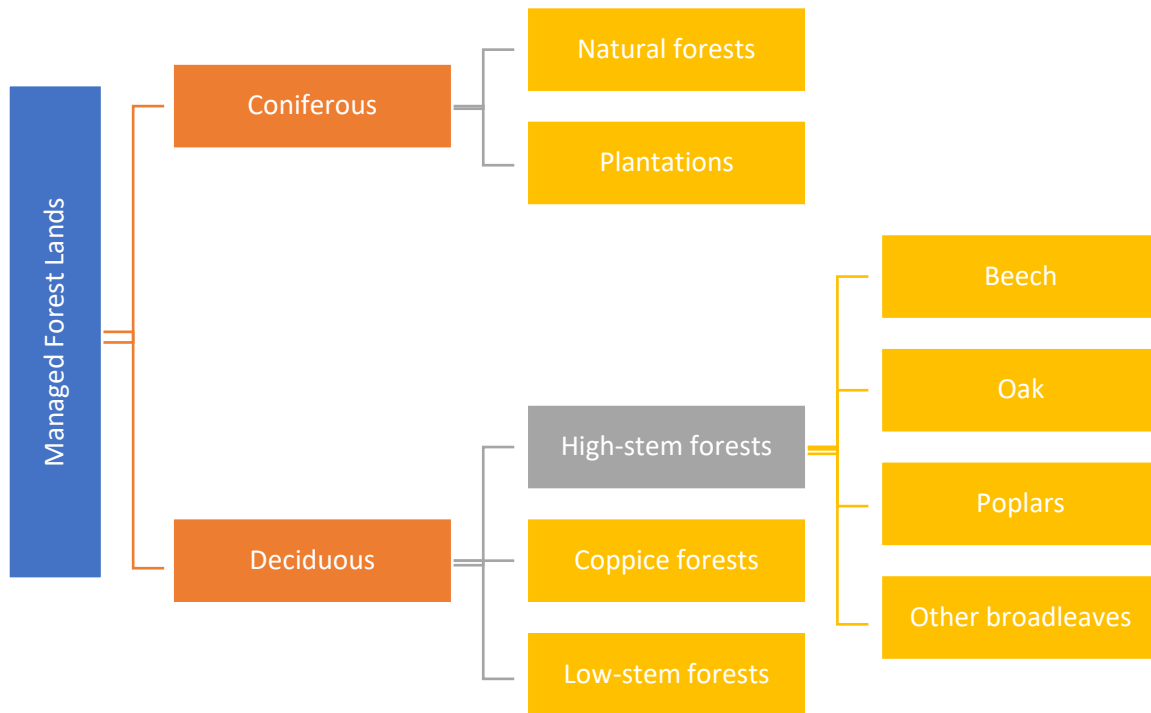 Managed Forest Lands
Coniferous
Natural forests
Plantations
Deciduous
High-stem forests
Beech
Oak
Poplars
Other broadleaves
Coppice forests
Low-stem forests